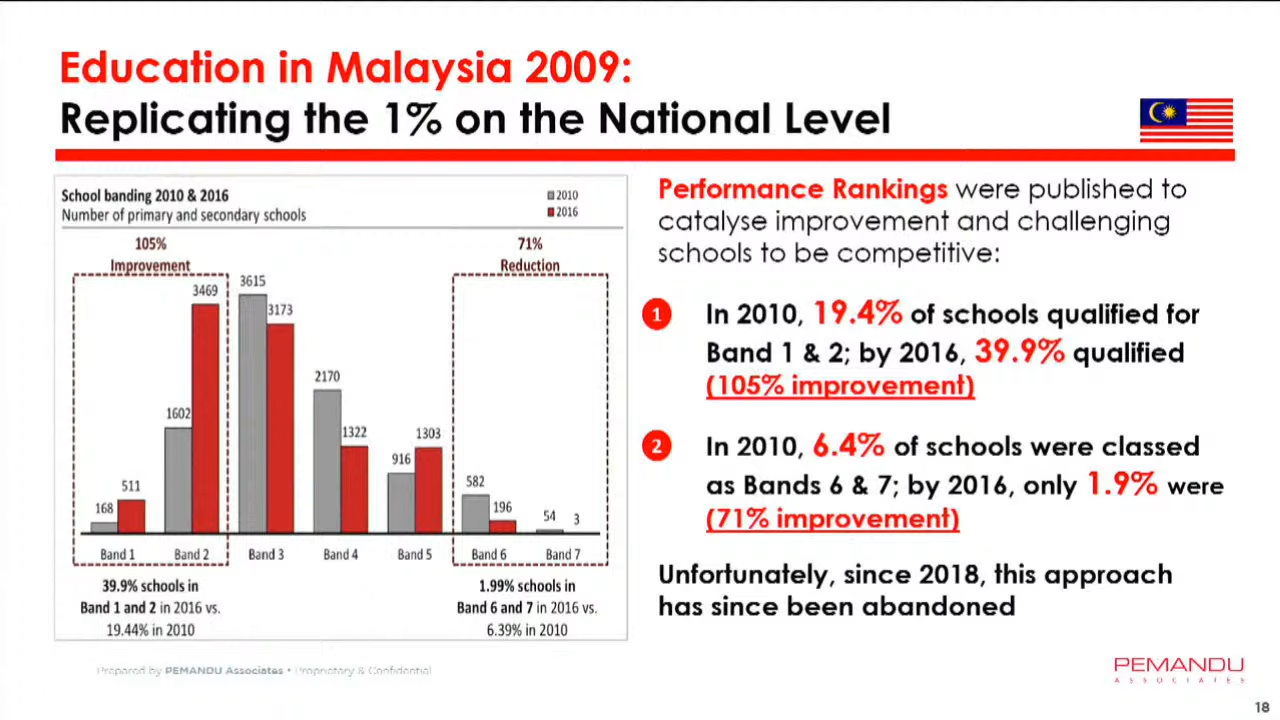 Education in Malaysia 2009:
Replicating the 1% on the National Level
School banding 2010 & 2016
Number of primary and secondary schools
2010
2016
105%
Improvement
71%
Reduction
168
511
1602
3469
3615
3173
2170
1322
916
1303
582
196
54
3
Band 1
Band 2
Band 3
Band 4
Band 5
Band 6
Band 7
39.9% schools in
Band 1 and 2 in 2016 vs.
19.44% in 2010
1.99% schools in
Band 6 and 7 in 2016 vs.
6.39% in 2010
Performance Rankings were published to
catalyse improvement and challenging
schools to be competitive:
1
In 2010, 19.4% of schools qualified for
Band 1 & 2; by 2016, 39.9% qualified
(105% improvement)
2
In 2010, 6.4% of schools were classed
as Bands 6 & 7; by 2016, only 1.9% were
(71% improvement)
Unfortunately, since 2018, this approach
has since been abandoned
Prepared by PEMANDU Associates • Proprietary & Confidential
PEMANDU
ASSOCIATES
18